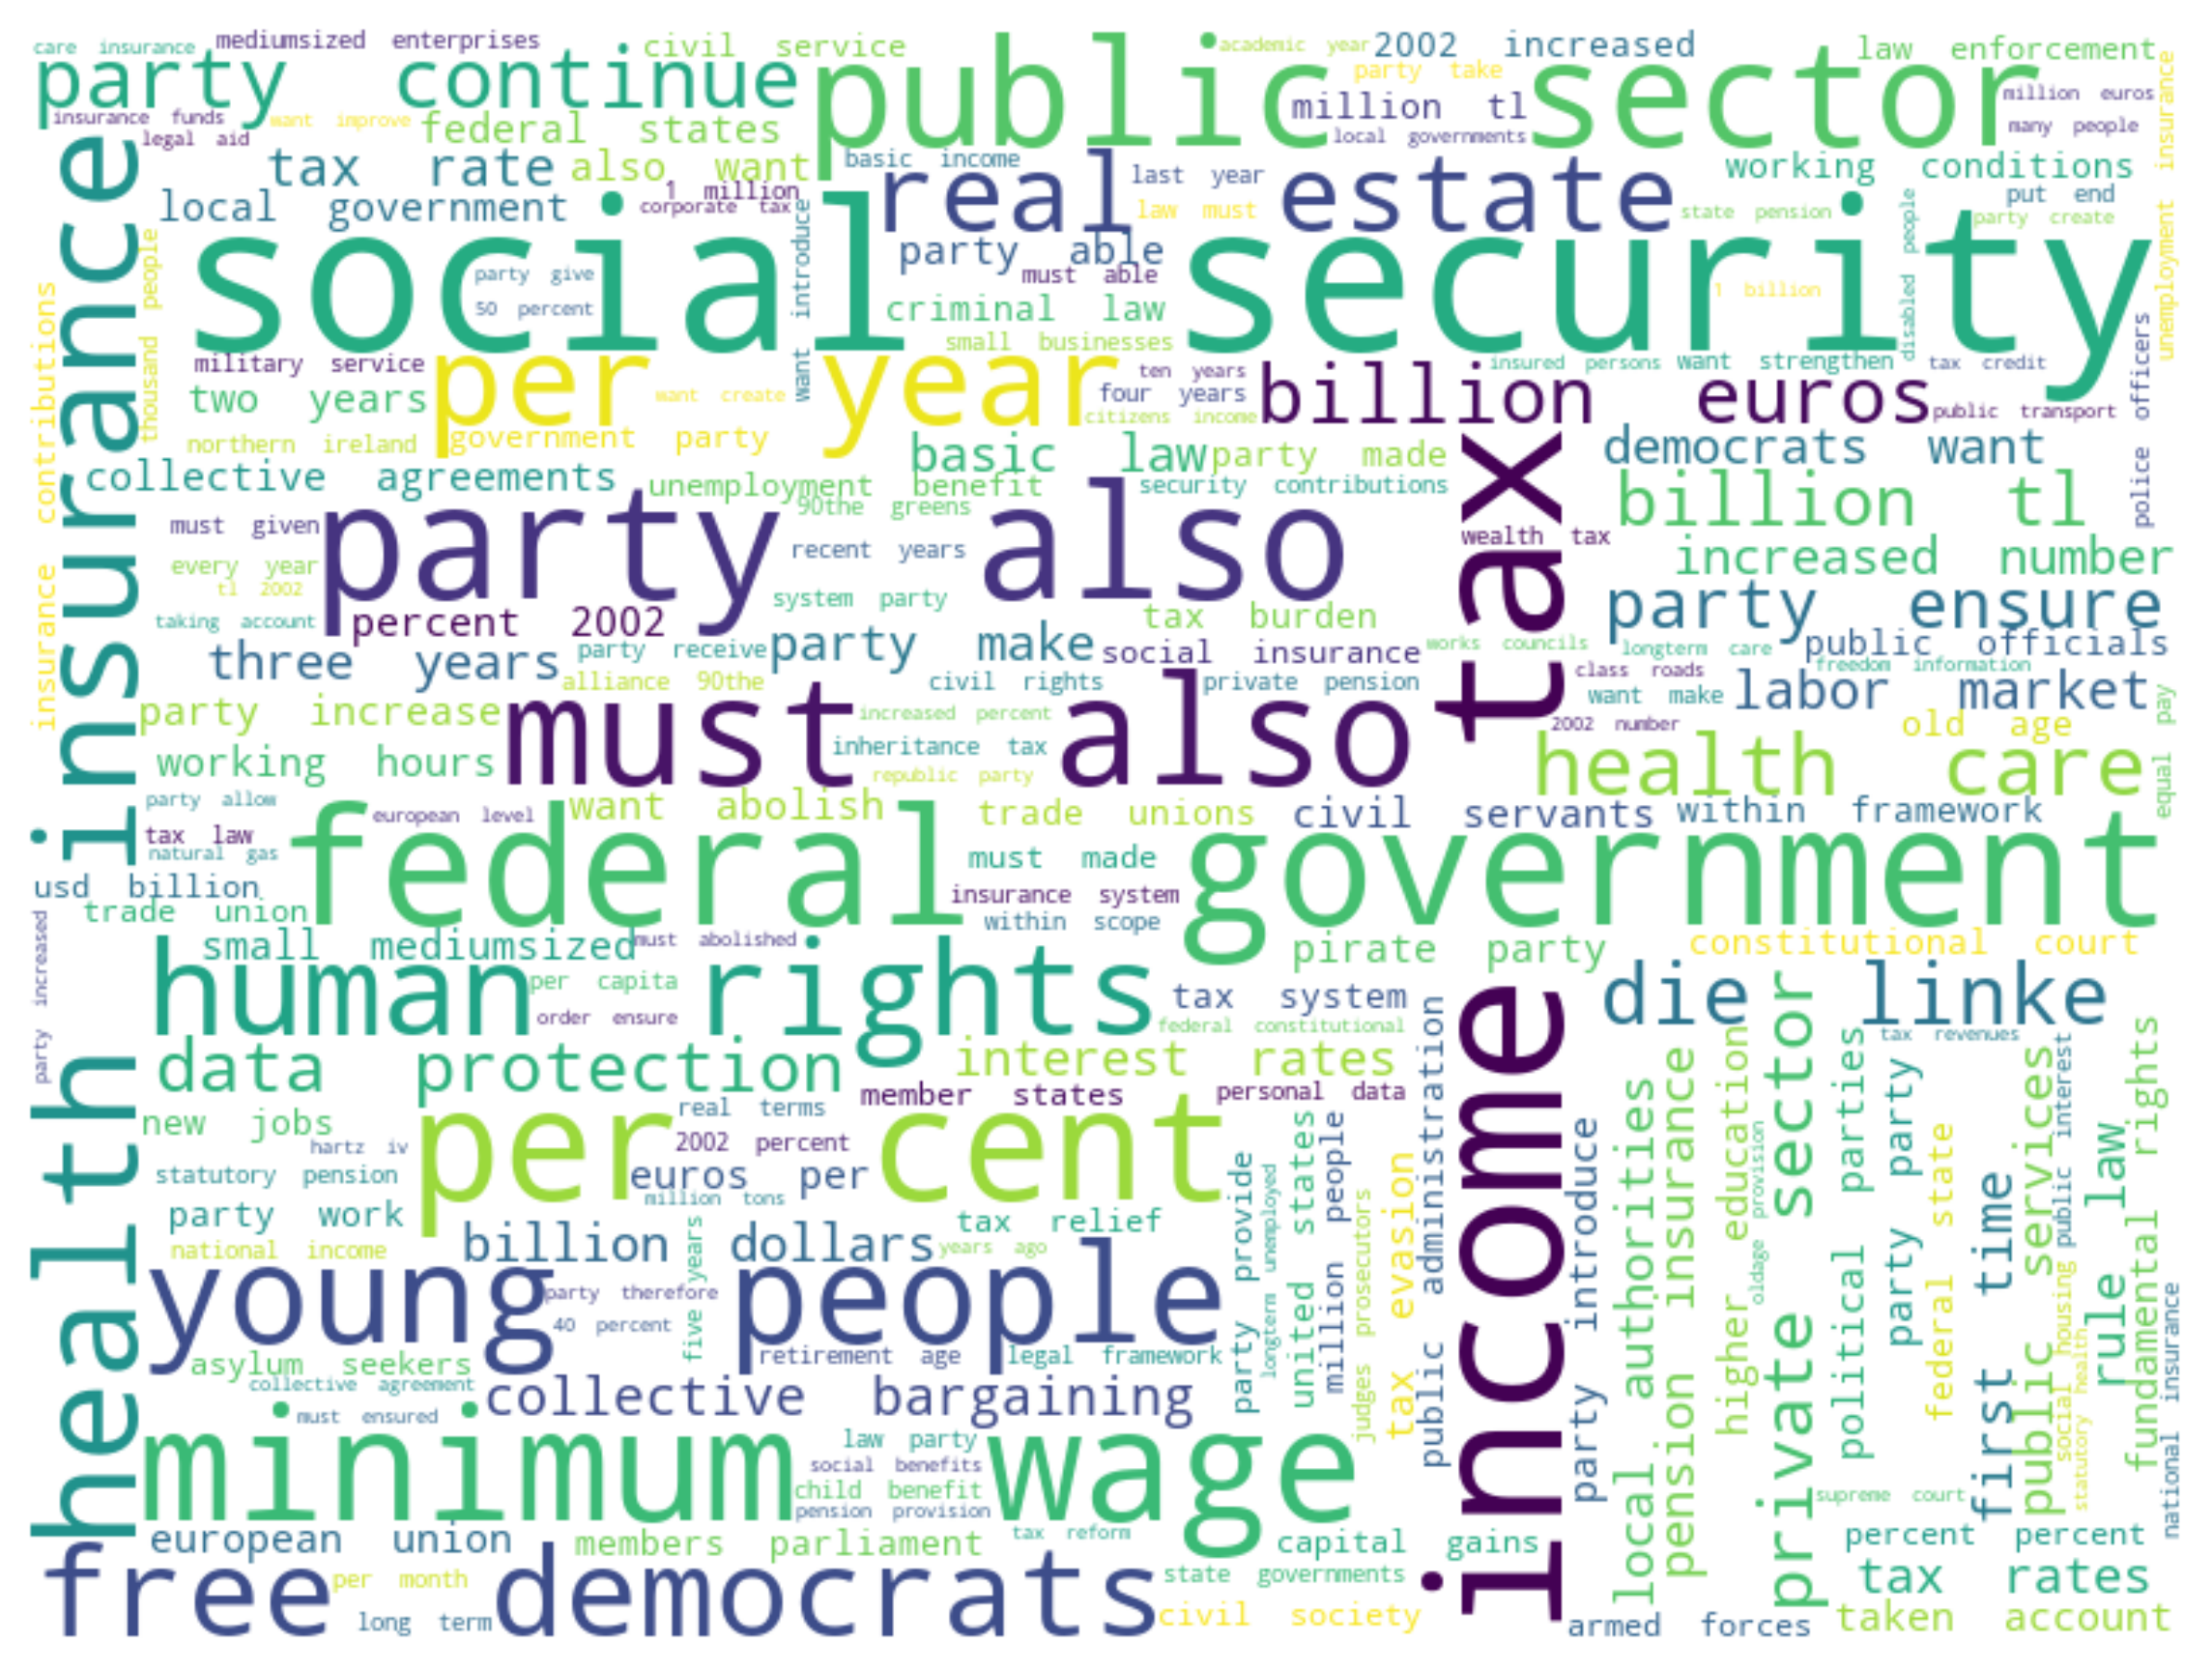 care insurance
mediumsized enterprises
civil service
academic year
2002 increased
law enforcement
party continue
public sector
party take
million tl
million euros
insurance funds
want improve
federal states
local governments
many people
legal aid
tax rate
also want
basic income
real estate
last year
working conditions
unemployment insurance
1 million
corporate tax
local government
law must
state pension
put end
party create
disabled people
social security
party able
must able
party give
50 percent
want introduce
criminal law
1 billion
thousand people
insurance contributions
health insurance
small businesses
military service
per year
ten years
four years
insured persons
want strengthen
tax credit
police officers
two years
want create
citizens income
billion euros
public transport
northern ireland
government party
basic law
party made
democrats want
collective agreements
unemployment benefit
security contributions
90the greens
billion tl
must given
party also
recent years
wealth tax
income tax
increased number
every year
tl 2002
system party
party ensure
taking account
percent 2002
tax burden
three years
party receive
party make
social insurance
works councils
longterm care
public officials
class roads
freedom information
alliance 90the
civil rights
private pension
want make
labor market
party increase
must also
increased percent
2002 number
old age
equal pay
working hours
inheritance tax
republic party
health care
party allow
european level
want abolish
trade unions
civil servants
within framework
tax law
natural gas
federal government
must made
usd billion
insurance system
trade union
within scope
party increased
small mediumsized
must abolished
pirate party
constitutional court
human rights
per capita
order ensure
tax system
federal constitutional
die linke
data protection
interest rates
tax revenues
member states
personal data
new jobs
real terms
per cent
2002 percent
hartz iv
statutory pension
euros per
million tons
party work
tax relief
national income
billion dollars
years ago
five years
young people
party therefore
40 percent
asylum seekers
retirement age
legal framework
collective agreement
collective bargaining
must ensured
party provide
longterm unemployed
united states
million people
judges prosecutors
tax evasion
public administration
party introduce
local authorities
pension insurance
higher education
oldage provision
private sector
political parties
party party
federal state
first time
public services
public interest
social housing
statutory health
rule law
fundamental rights
national insurance
minimum wage
law party
social benefits
child benefit
pension provision
supreme court
european union
members parliament
tax reform
capital gains
percent percent
free democrats
per month
long term
state governments
civil society
tax rates
armed forces
taken account